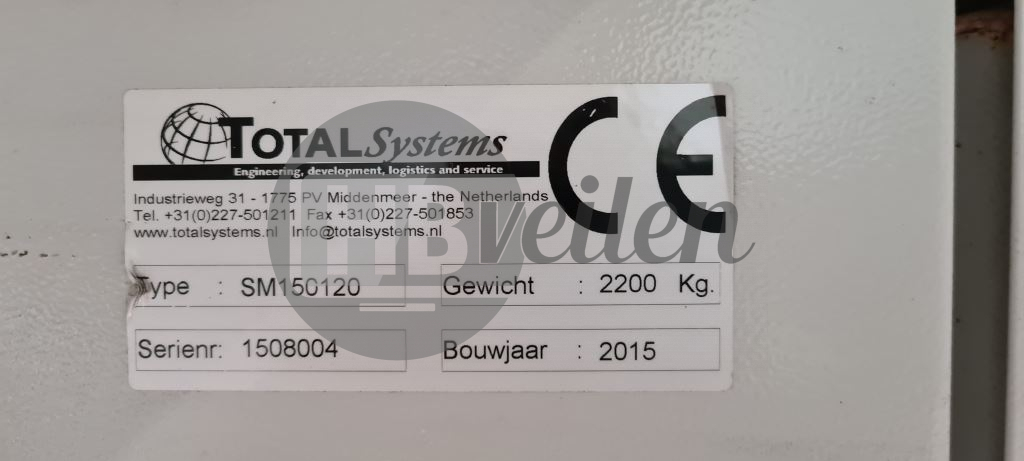 TOTAL Systems
Engineering, development, logistics and service
CE
Industrieweg 31 - 1775 PV Middenmeer - the Netherlands
Tel. +31(0)227-501211 Fax +31(0)227-501853
www.totalsystems.nl Info@totalsystems.nl
HBveilen
Type : SM150120
Gewicht : 2200 Kg.
Serienr: 1508004
Bouwjaar : 2015